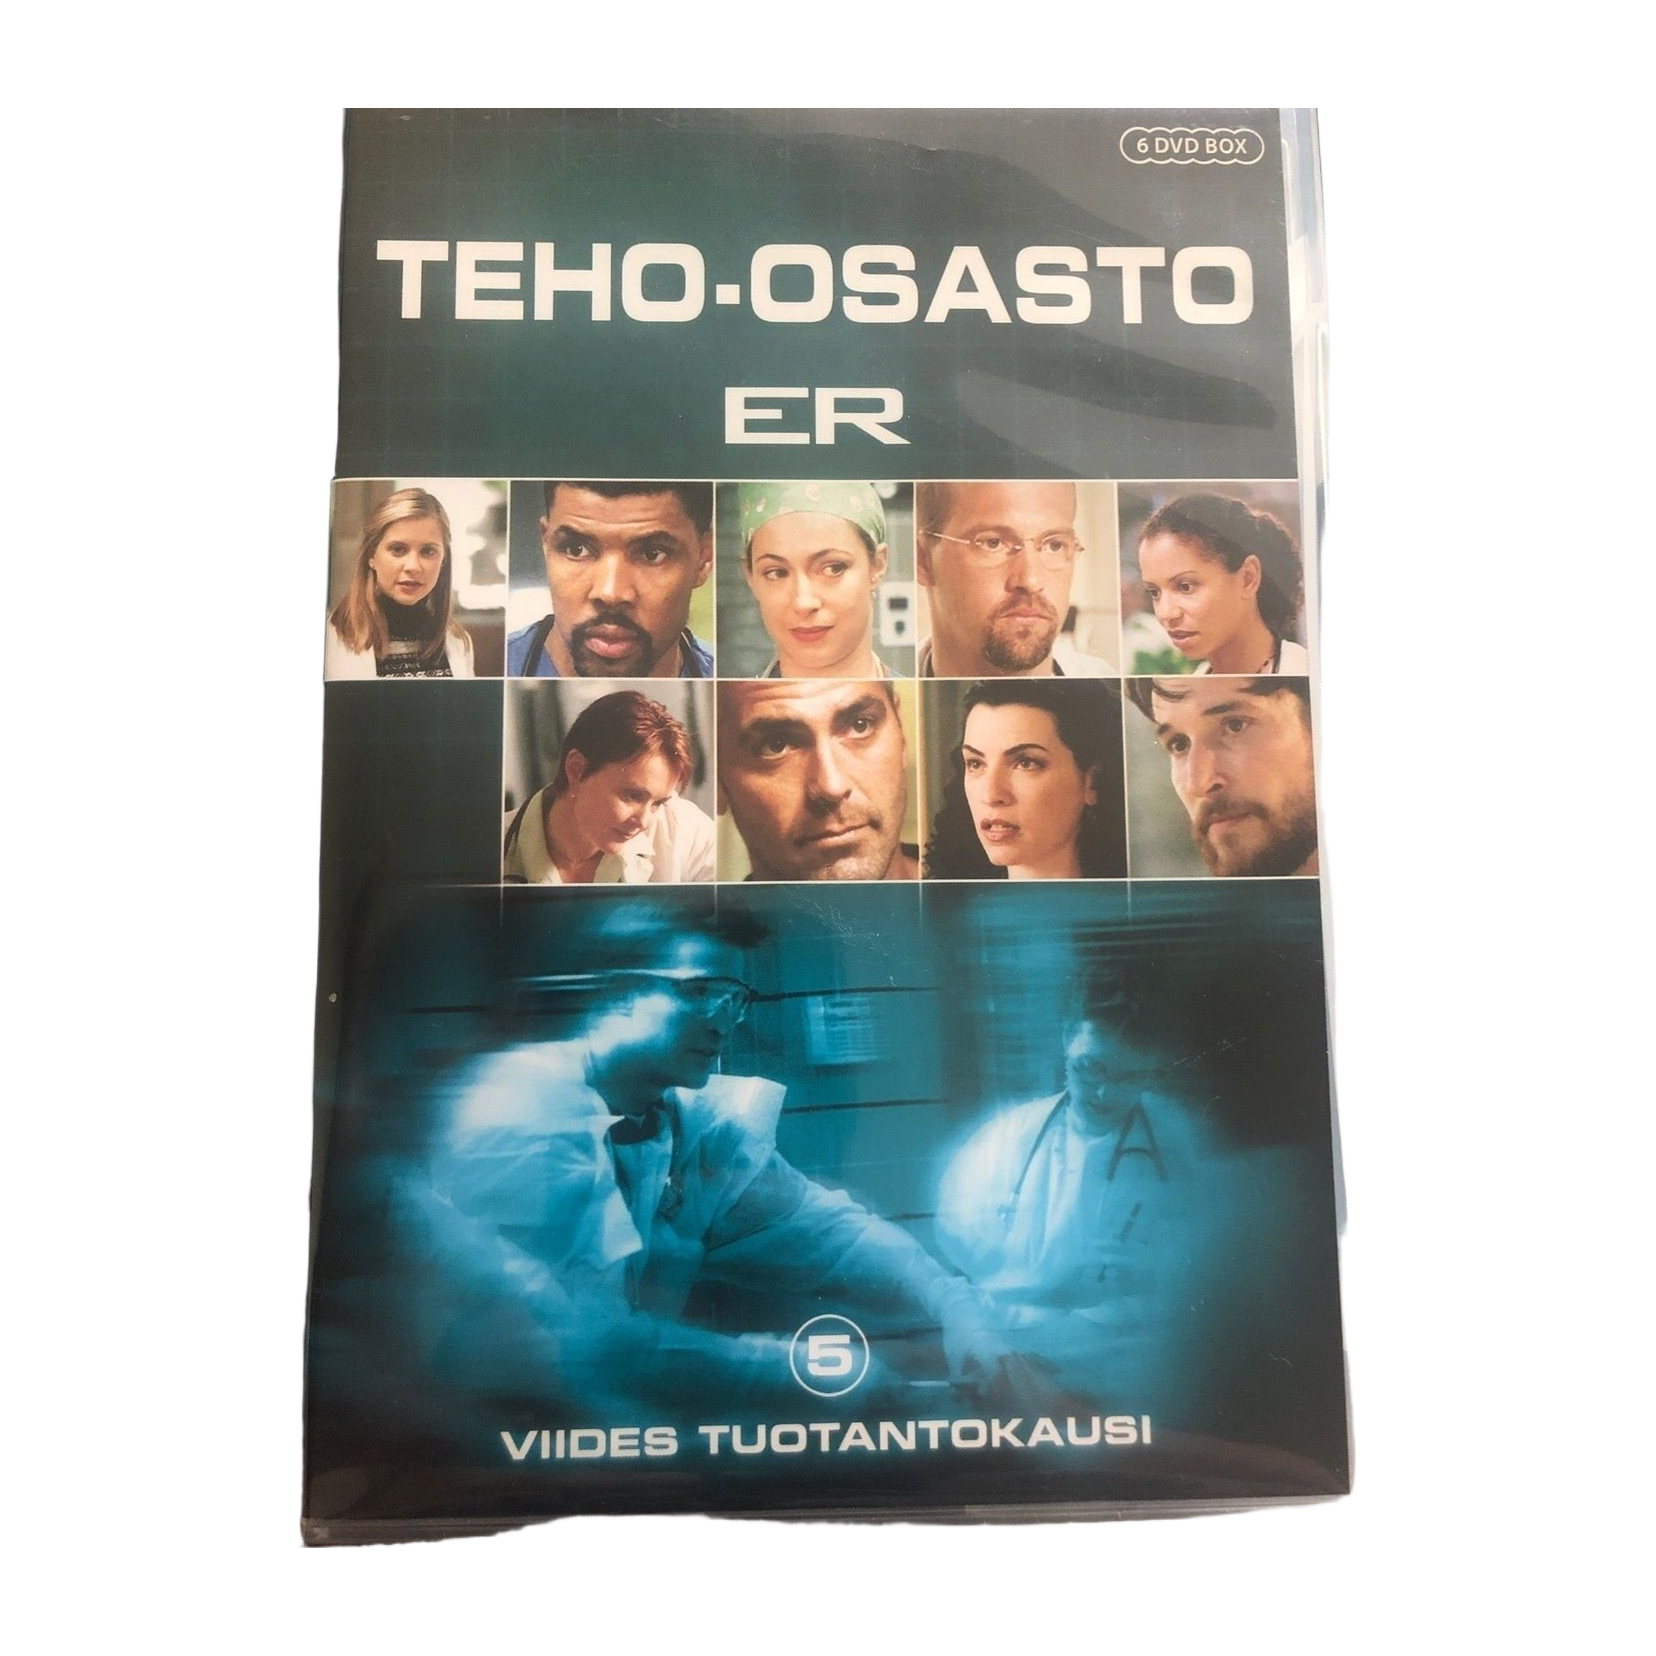 6 DVD BOX
TEHO-OSASTO
ER
5
VIIDES TUOTANTOKAUSI